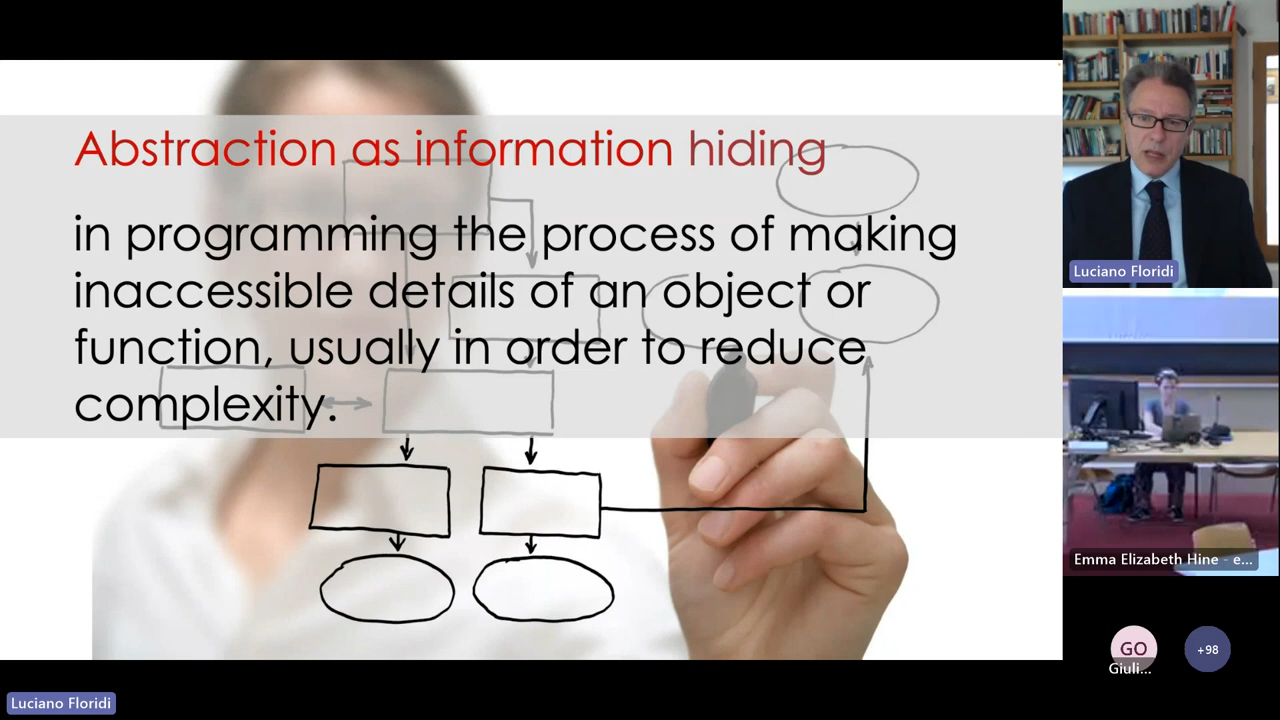 Abstraction as information hiding
in programming the process of making
inaccessible details of an object or
function, usually in order to reduce
complexity.
Luciano Floridi
Emma Elizabeth Hine - e...
GO
Giuli...
+98
Luciano Floridi